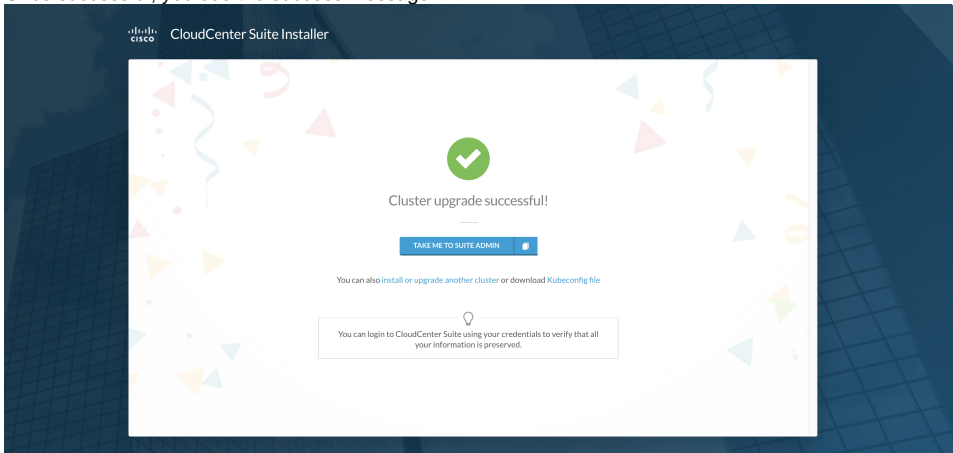 cisco
CloudCenter Suite Installer
Cluster upgrade successful!
TAKE ME TO SUITE ADMIN
You can also install or upgrade another cluster or download Kubeconfig file
You can login to CloudCenter Suite using your credentials to verify that all
your information is preserved.